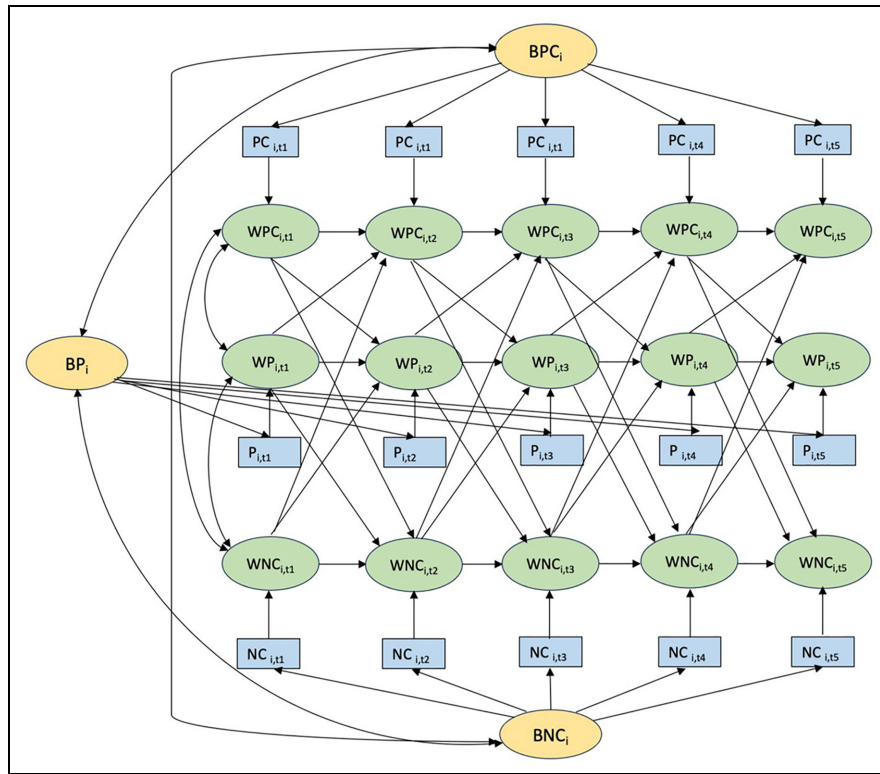 BPCi
PC i,t1
PC i,t1
PC i,t1
PC i,t4
PC i,t5
WPCi,t1
WPCi,t2
WPCi,t3
WPCi,t4
WPCi,t5
BPi
WPi,t1
WPi,t2
WPi,t3
WPi,t4
WPi,t5
Pi,t1
Pi,t2
Pi,t3
Pi,t4
Pi,t5
WNCi,t1
WNCi,t2
WNCi,t3
WNCi,t4
WNCi,t5
NC i,t1
NC i,t2
NC i,t3
NC i,t4
NC i,t5
BNCi